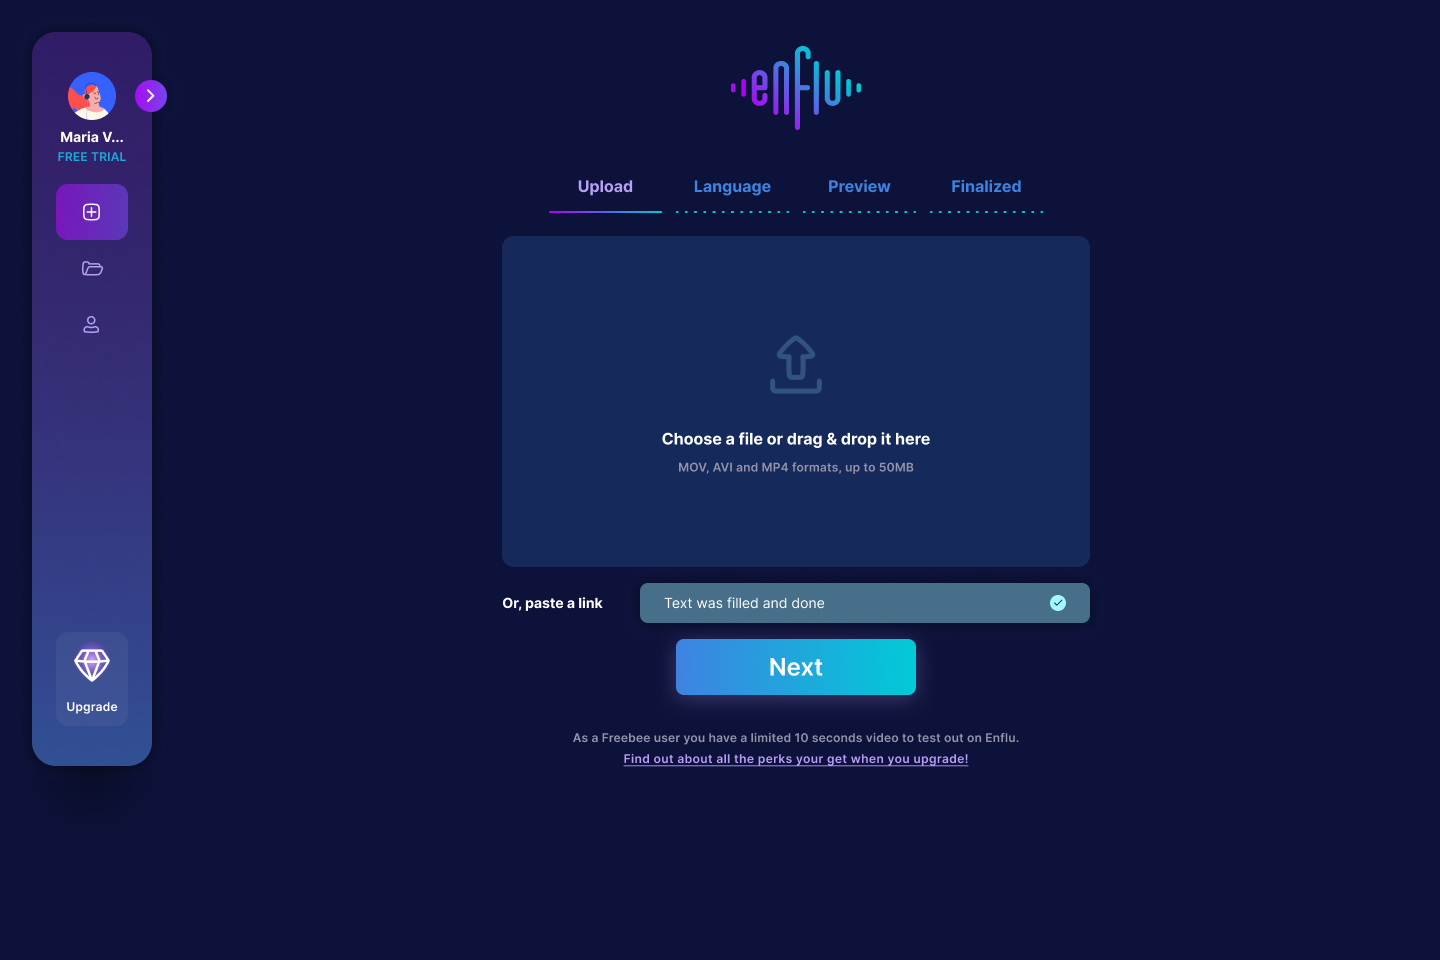 Maria V...
FREE TRIAL
Upgrade
enflu
Upload
Language
Preview
Finalized
Choose a file or drag & drop it here
MOV, AVI and MP4 formats, up to 50MB
Or, paste a link
Text was filled and done
Next
As a Freebee user you have a limited 10 seconds video to test out on Enflu.
Find out about all the perks your get when you upgrade!